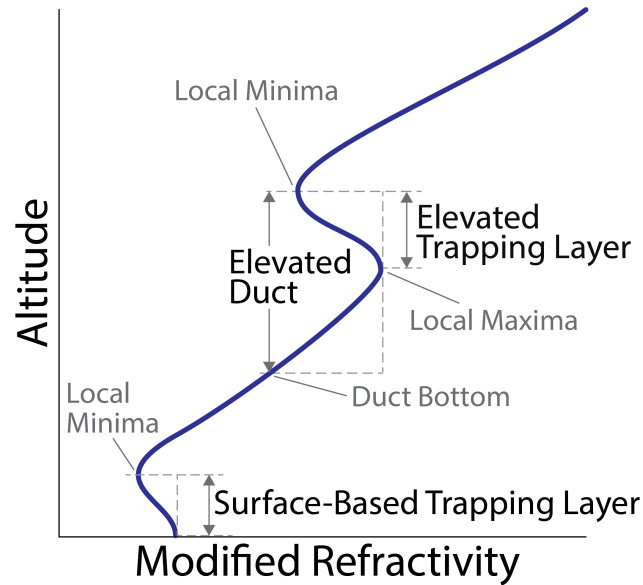 Local Minima
Elevated
Trapping Layer
Elevated
Duct
Altitude
Local Maxima
Local
Minima
Duct Bottom
Surface-Based Trapping Layer
Modified Refractivity